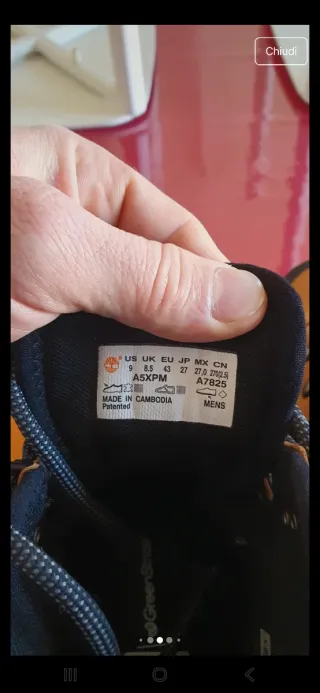 Chiudi
US UK EU JP MX CN
9 8.5 43 27 27.0 270(2.5)
A5XPM A7825
MADE IN CAMBODIA
Patented MENS
GreenStride